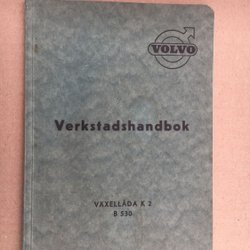 VOLVO
Verkstadshandbok
VÄXELLÅDA K 2
B 530